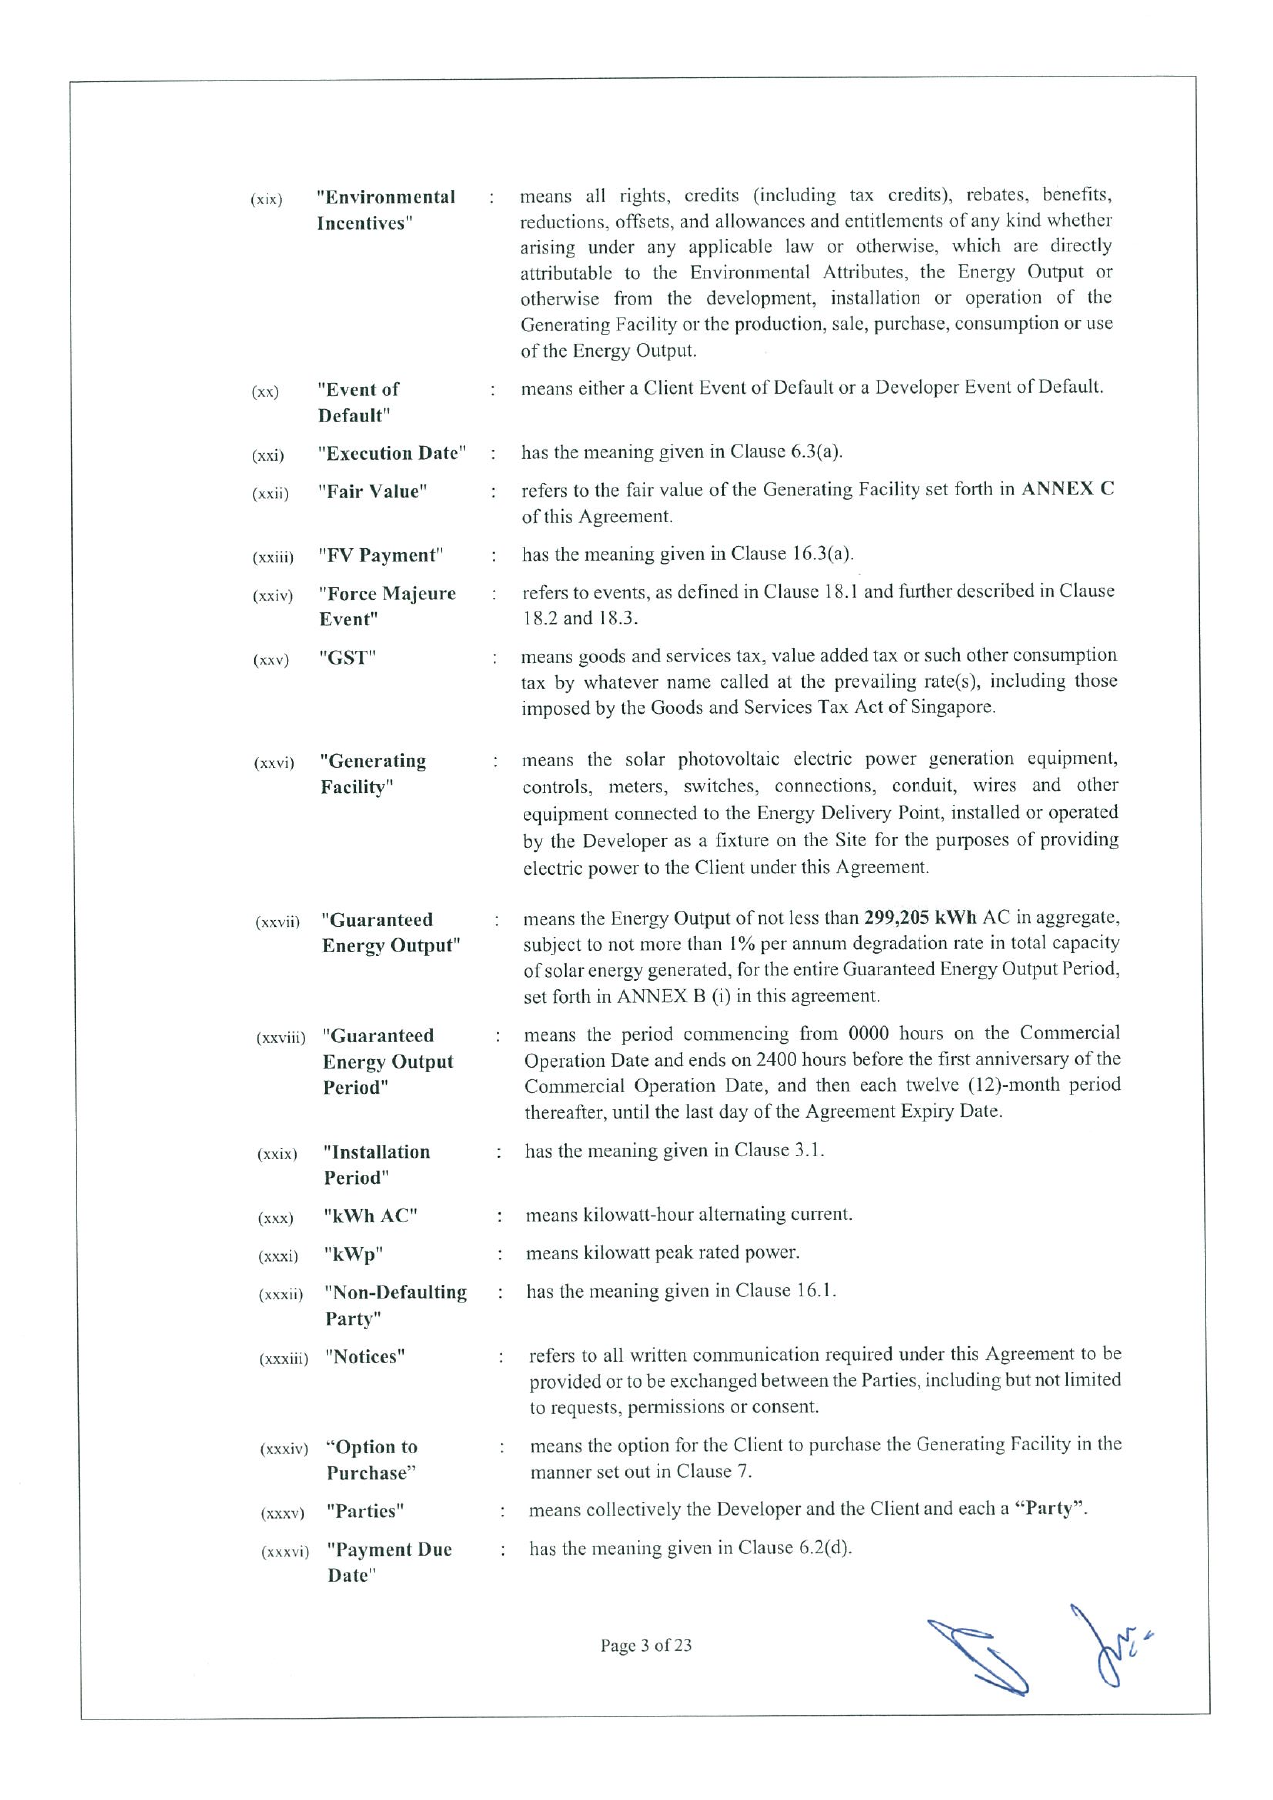 (xix) "Environmental : means all rights, credits (including tax credits), rebates, benefits,
Incentives" reductions, offsets, and allowances and entitlements of any kind whether
arising under any applicable law or otherwise, which are directly
attributable to the Environmental Attributes, the Energy Output or
otherwise from the development, installation or operation of the
Generating Facility or the production, sale, purchase, consumption or use
of the Energy Output.
(xx) "Event of : means either a Client Event of Default or a Developer Event of Default.
Default"
(xxi) "Execution Date" : has the meaning given in Clause 6.3(a).
(xxii) "Fair Value" : refers to the fair value of the Generating Facility set forth in ANNEX C
of this Agreement.
(xxiii) "FV Payment" : has the meaning given in Clause 16.3(a).
(xxiv) "Force Majeure : refers to events, as defined in Clause 18.1 and further described in Clause
Event" 18.2 and 18.3.
(xxv) "GST" : means goods and services tax, value added tax or such other consumption
tax by whatever name called at the prevailing rate(s), including those
imposed by the Goods and Services Tax Act of Singapore.
(xxvi) "Generating : means the solar photovoltaic electric power generation equipment,
Facility" controls, meters, switches, connections, conduit, wires and other
equipment connected to the Energy Delivery Point, installed or operated
by the Developer as a fixture on the Site for the purposes of providing
electric power to the Client under this Agreement.
(xxvii) "Guaranteed : means the Energy Output of not less than 299,205 kWh AC in aggregate,
Energy Output" subject to not more than 1% per annum degradation rate in total capacity
of solar energy generated, for the entire Guaranteed Energy Output Period,
set forth in ANNEX B (i) in this agreement.
(xxviii) "Guaranteed : means the period commencing from 0000 hours on the Commercial
Energy Output Operation Date and ends on 2400 hours before the first anniversary of the
Period" Commercial Operation Date, and then each twelve (12)-month period
thereafter, until the last day of the Agreement Expiry Date.
(xxix) "Installation : has the meaning given in Clause 3.1.
Period"
(xxx) "kWh AC" : means kilowatt-hour alternating current.
(xxxi) "kWp" : means kilowatt peak rated power.
(xxxii) "Non-Defaulting : has the meaning given in Clause 16.1.
Party"
(xxxiii) "Notices" : refers to all written communication required under this Agreement to be
provided or to be exchanged between the Parties, including but not limited
to requests, permissions or consent.
(xxxiv) “Option to : means the option for the Client to purchase the Generating Facility in the
Purchase” manner set out in Clause 7.
(xxxv) "Parties" : means collectively the Developer and the Client and each a “Party”.
(xxxvi) "Payment Due : has the meaning given in Clause 6.2(d).
Date"
Page 3 of 23